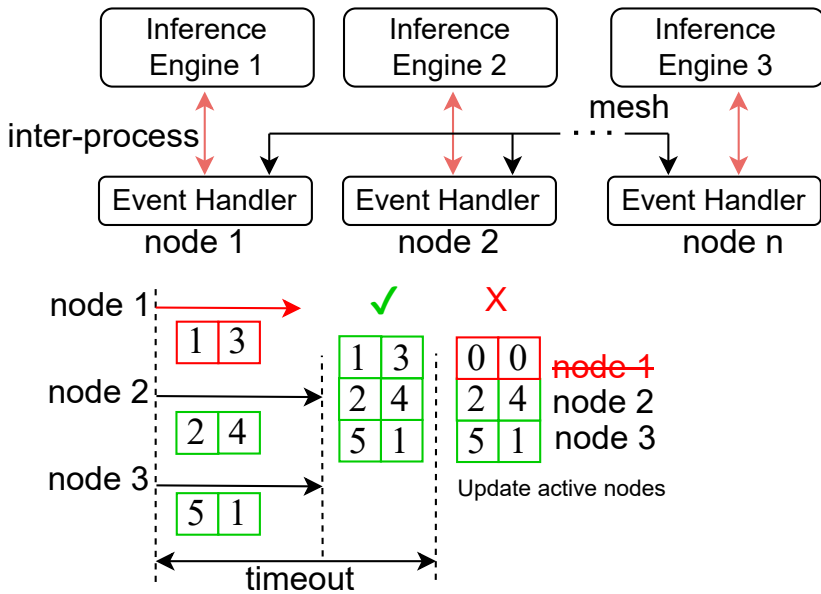 Inference
Engine 1
Inference
Engine 2
Inference
Engine 3
inter-process
mesh
...
Event Handler
Event Handler
Event Handler
node 1
node 2
node n
node 1
✓
X
1 3
1 3
0 0
node 1
node 2
2 4
2 4
node 2
2 4
5 1
5 1
node 3
node 3
Update active nodes
5 1
timeout